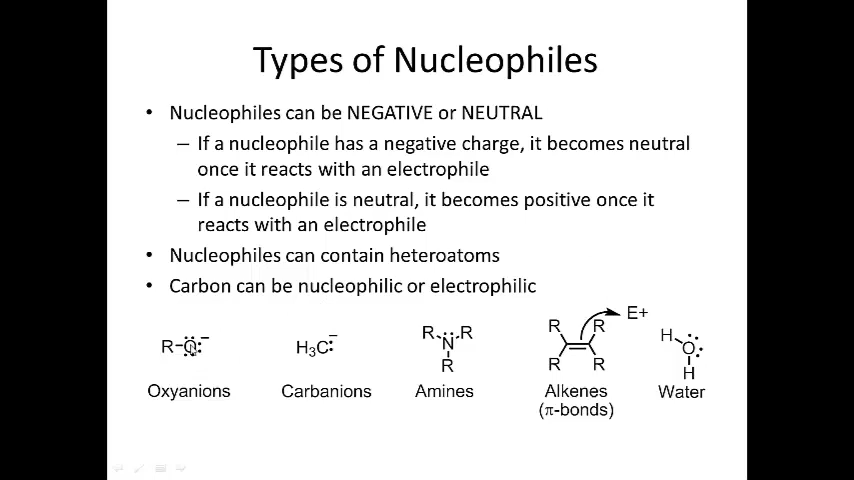 Types of Nucleophiles
• Nucleophiles can be NEGATIVE or NEUTRAL
– If a nucleophile has a negative charge, it becomes neutral
once it reacts with an electrophile
– If a nucleophile is neutral, it becomes positive once it
reacts with an electrophile
• Nucleophiles can contain heteroatoms
• Carbon can be nucleophilic or electrophilic
R–O:⁻
H₃C:⁻
R N R
R
R R E+
R R
H O
H
Oxyanions Carbanions Amines Alkenes Water
(π-bonds)